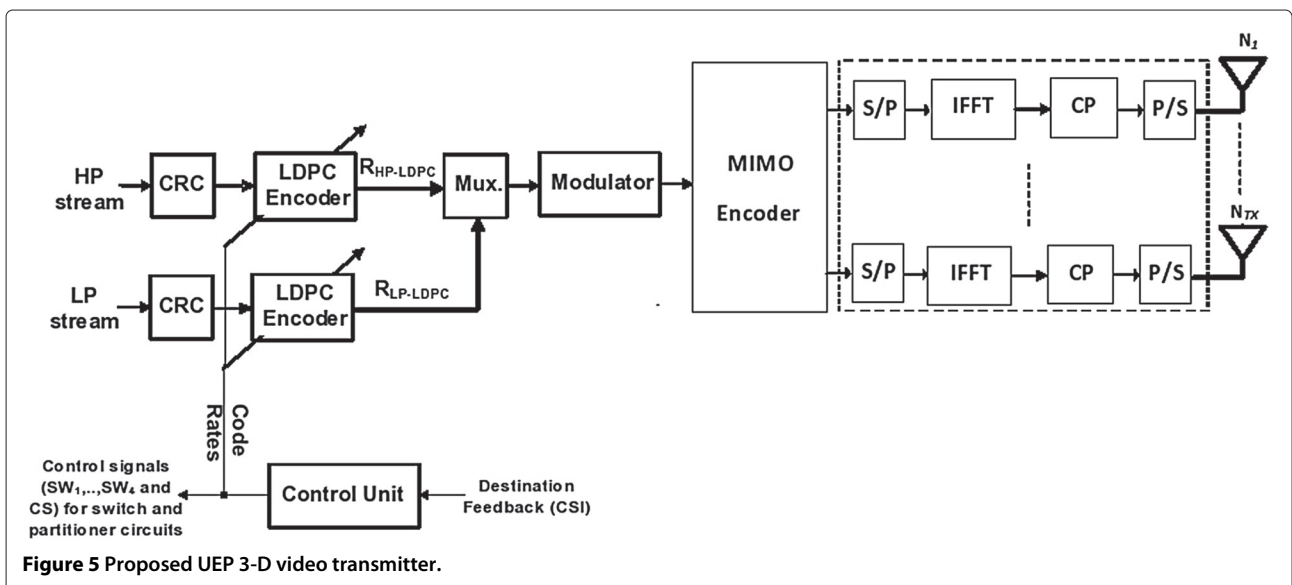 N1
S/P
IFFT
CP
P/S
HP
stream
CRC
LDPC
Encoder
RHP-LDPC
Mux.
Modulator
MIMO
Encoder
NTX
S/P
IFFT
CP
P/S
LP
stream
CRC
LDPC
Encoder
RLP-LDPC
Code
Rates
Control signals
(SW1,..,SW4 and
CS) for switch and
partitioner circuits
Control Unit
Destination
Feedback (CSI)
Figure 5 Proposed UEP 3-D video transmitter.